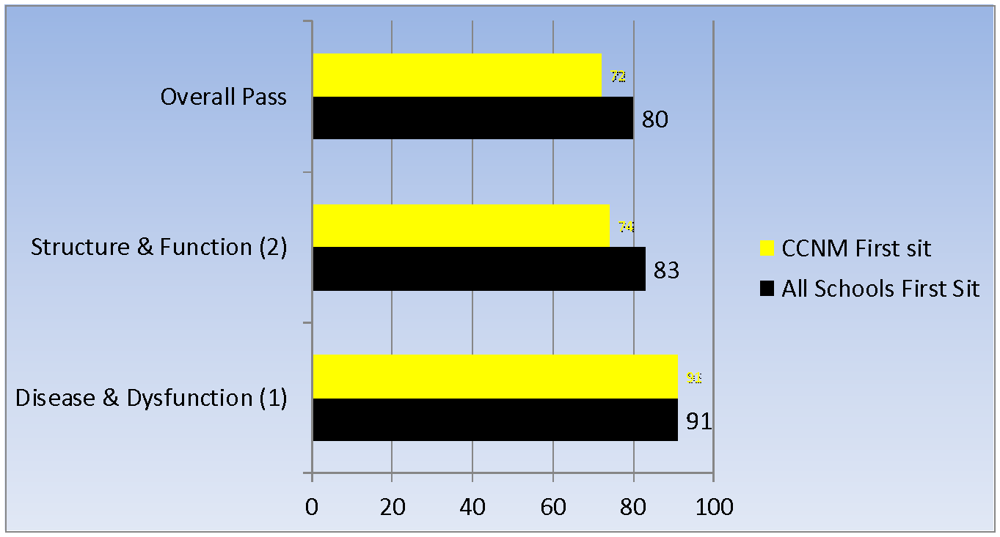 Overall Pass
72
80
Structure & Function (2)
74
83
Disease & Dysfunction (1)
91
91
0 20 40 60 80 100
CCNM First sit
All Schools First Sit